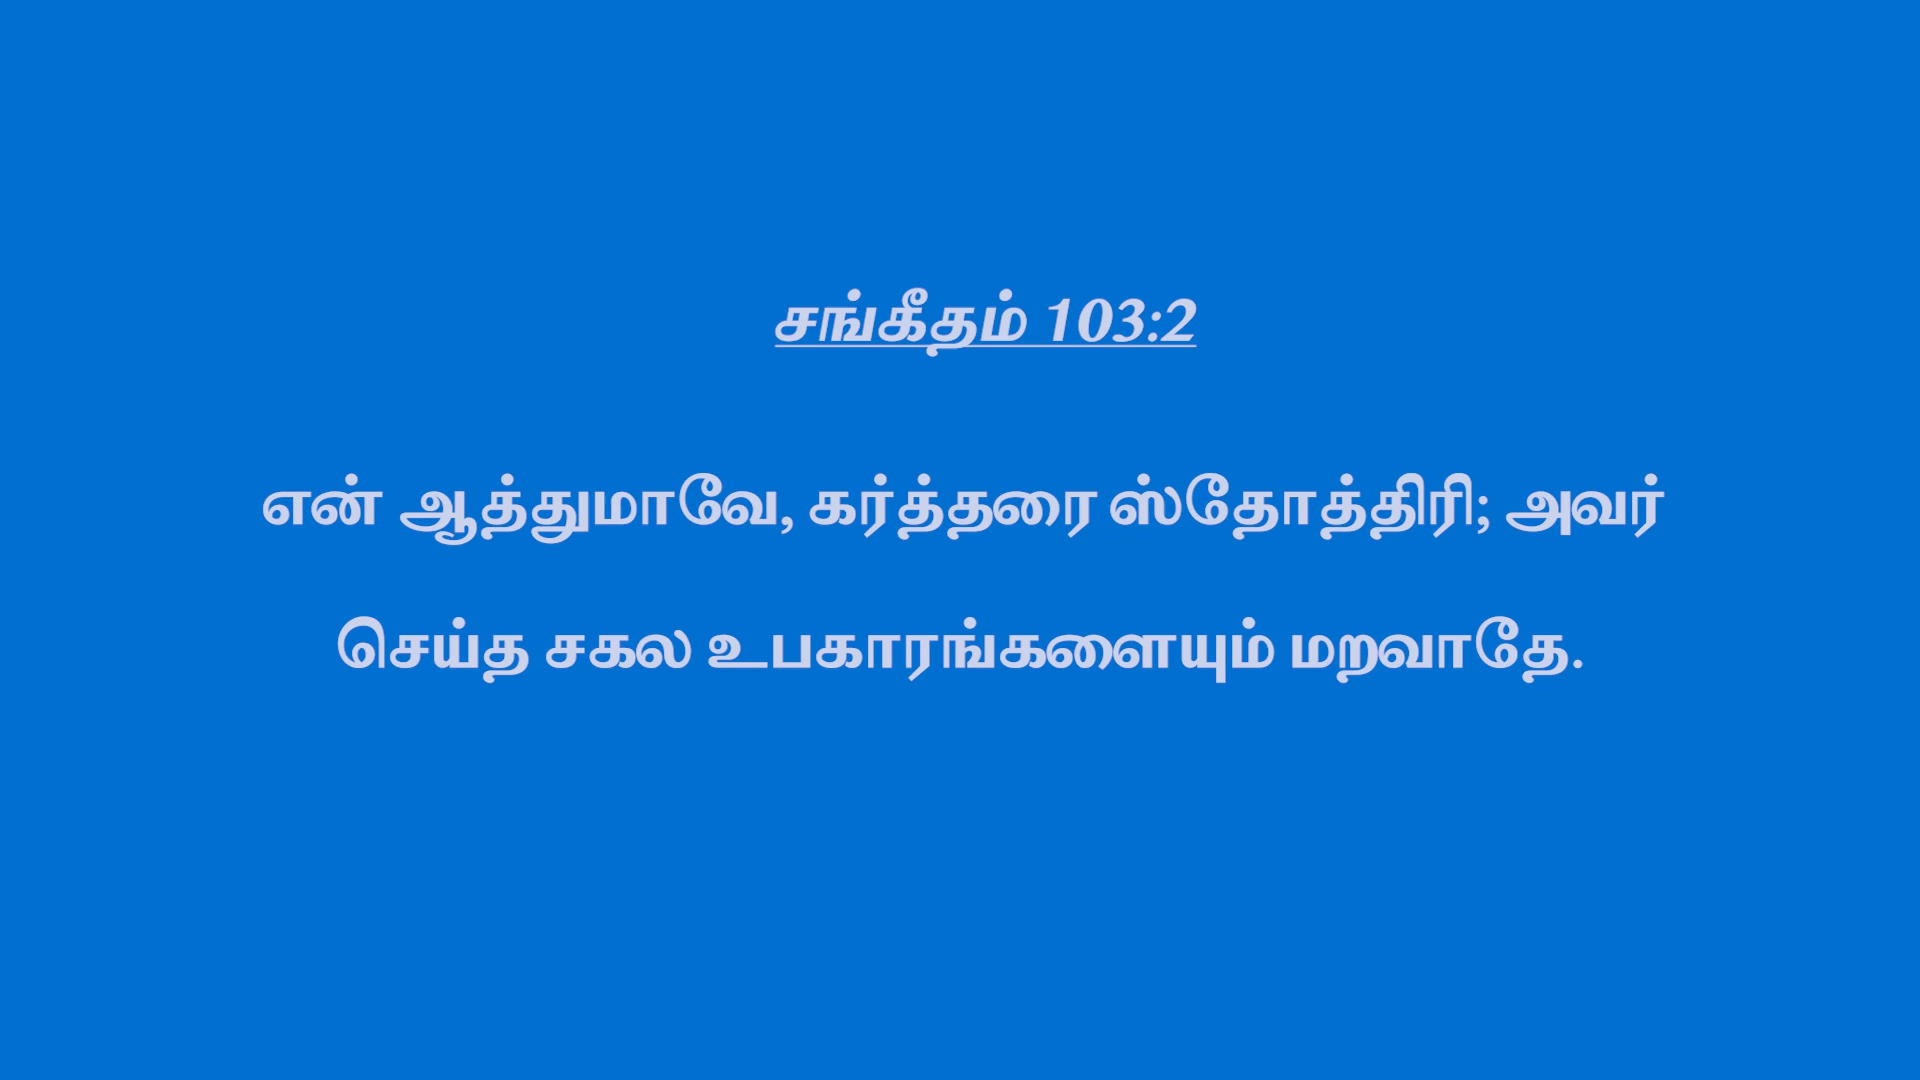 சங்கீதம் 103:2
என் ஆத்துமாவே, கர்த்தரை ஸ்தோத்திரி; அவர்
செய்த சகல உபகாரங்களையும் மறவாதே.